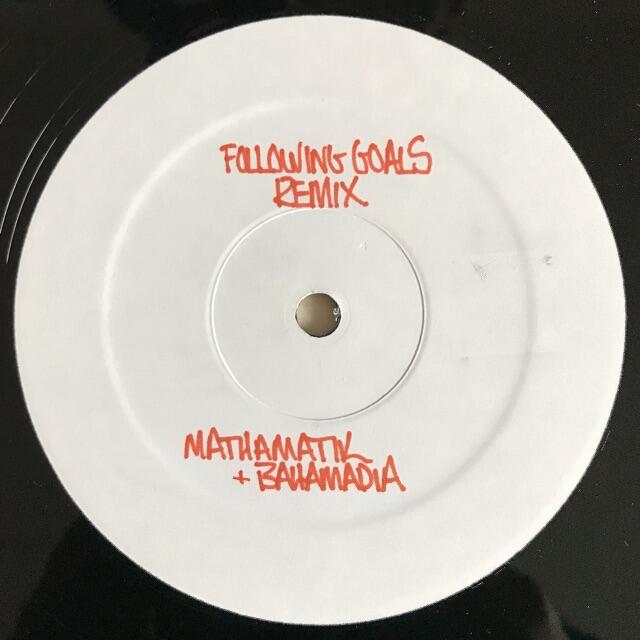 FOLLOWING GOALS
REMIX
MATHAMATIK
+ BAHAMADIA